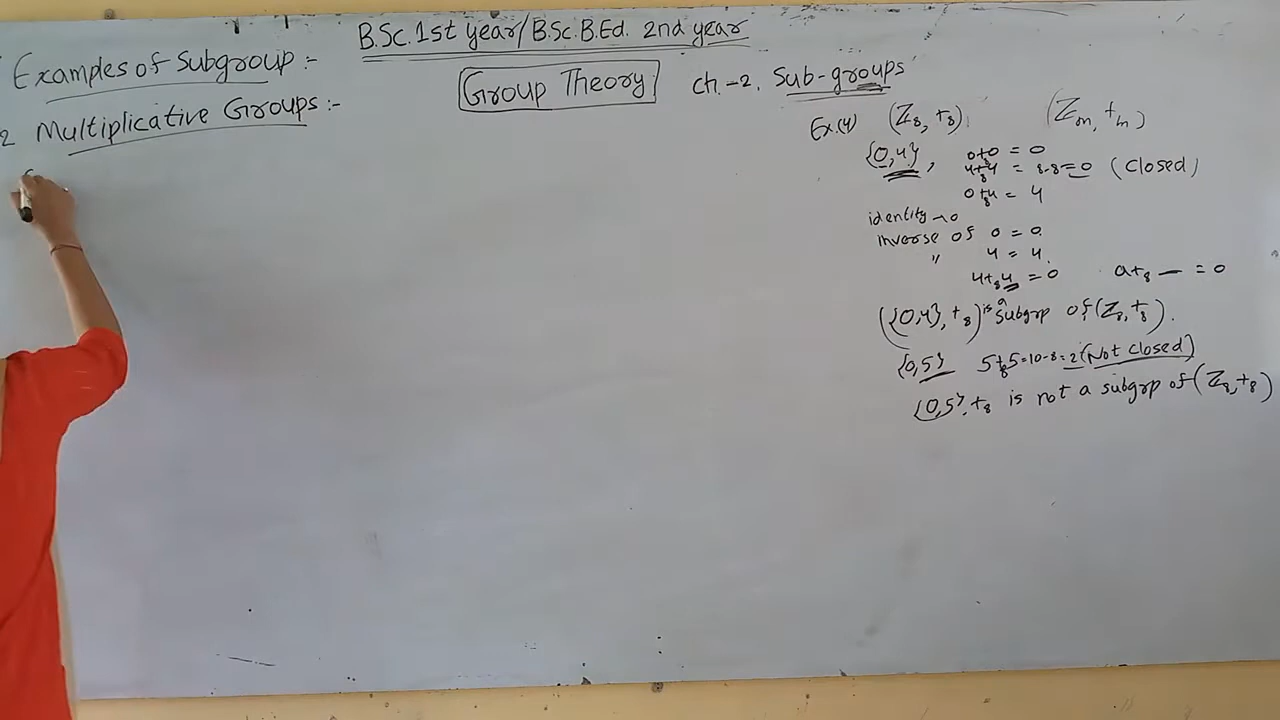 B.Sc. 1st year/B.Sc. B.Ed. 2nd year
Examples of Subgroup :-
Group Theory ch.-2. Sub-groups
2 Multiplicative Groups :-
Ex.(4) (Z₈, +₈) (Zₘ, +ₘ)
{0,4}, 0+₈0 = 0
4+₈4 = 8-8=0 (Closed)
0+₈4 = 4
identity → 0
inverse of 0 = 0.
" 4 = 4.
4+₈4 = 0 a+₈ — = 0
({0,4}, +₈) is a subgrp of (Z₈, +₈).
{0,5} 5+₈5=10-8=2 (Not Closed)
{0,5}, +₈ is not a subgrp of (Z₈, +₈)